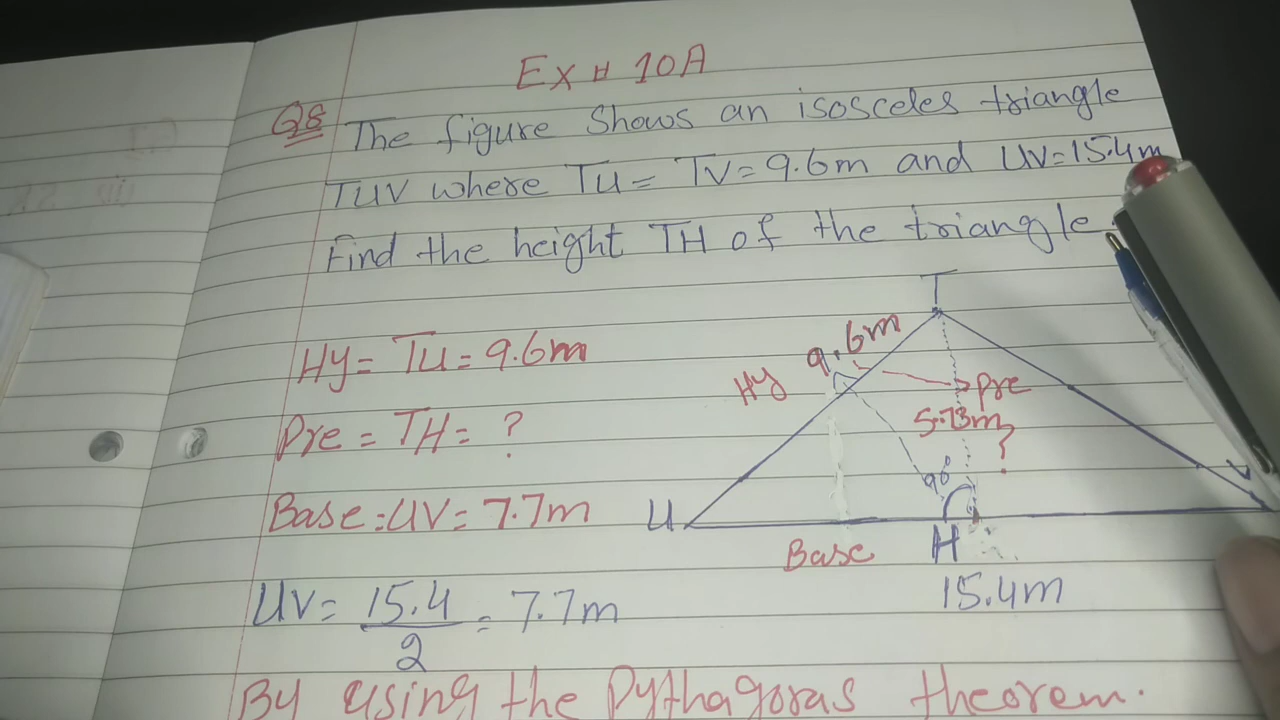 Ex # 10A
Q8 The figure Shows an isosceles triangle
TUV where TU = TV = 9.6m and UV = 15.4m
Find the height TH of the triangle.
T
Hy = TU = 9.6m
Hy 9.6m
Pre
Pre = TH = ?
5.73m
?
90°
Base = UV = 7.7m
U
V
Base H
15.4m
UV = 15.4 / 2 = 7.7m
By using the Pythagoras theorem.